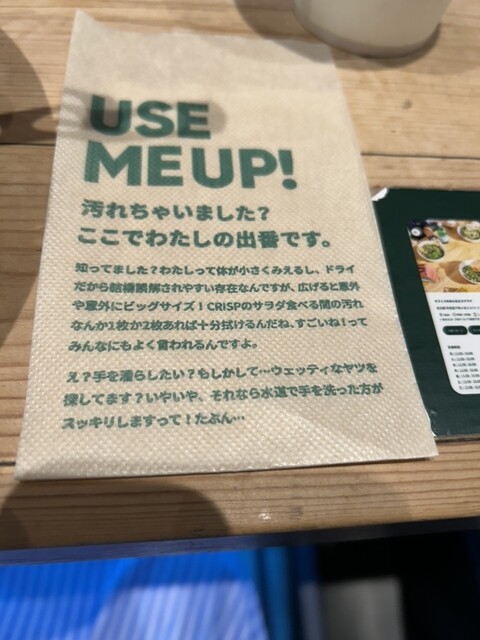 USE
ME UP!
汚れちゃいました？
ここでわたしの出番です。
知ってました？わたしって体が小さくみえるし、ドライ
だから結構誤解されやすい存在なんですが、広げると意外
や意外にビッグサイズ！CRISPのサラダ食べる間の汚れ
なんか1枚か2枚あれば十分拭けるんだね、すごいね！って
みんなにもよく言われるんですよ。
え？手を濡らしたい？もしかして…ウェッティなヤツを
探してます？いやいや、それなら水道で手を洗った方が
スッキリしますって！たぶん…